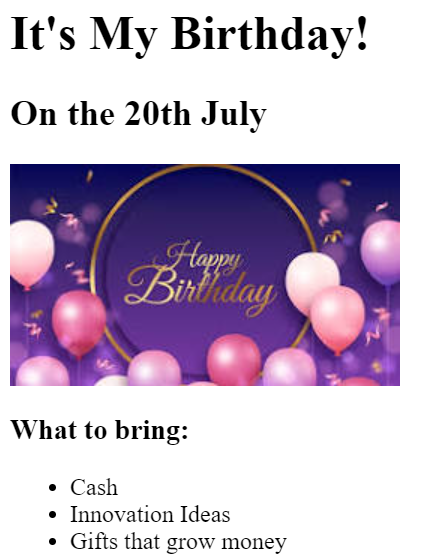 It's My Birthday!
On the 20th July
Happy
Birthday
What to bring:
• Cash
• Innovation Ideas
• Gifts that grow money